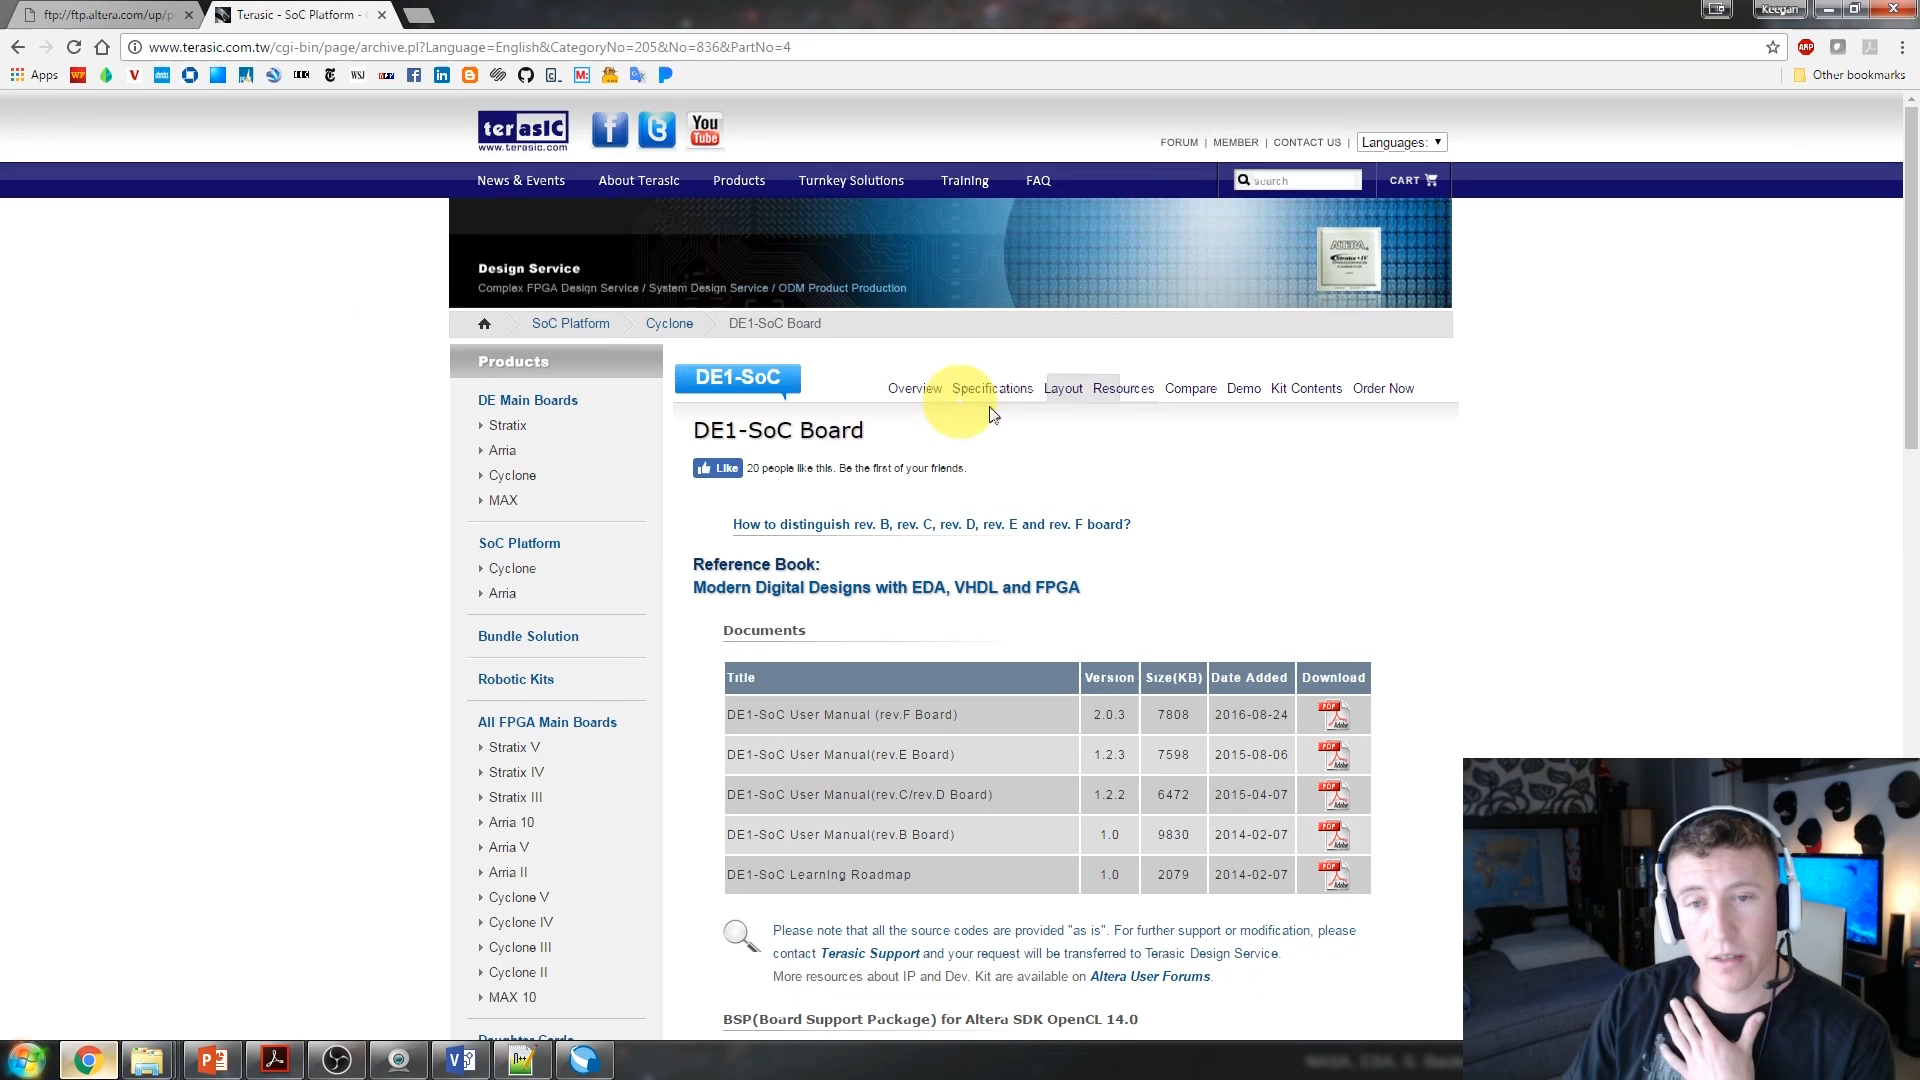 ftp://ftp.altera.com/up/p
Terasic - SoC Platform -
Keegan
www.terasic.com.tw/cgi-bin/page/archive.pl?Language=English&CategoryNo=205&No=836&PartNo=4
Apps
Other bookmarks
terasIC
www.terasic.com
You
Tube
FORUM | MEMBER | CONTACT US |
Languages:
News & Events
About Terasic
Products
Turnkey Solutions
Training
FAQ
search
CART
ALTERA
Stratix IV
Design Service
Complex FPGA Design Service / System Design Service / ODM Product Production
SoC Platform
Cyclone
DE1-SoC Board
Products
DE Main Boards
Stratix
Arria
Cyclone
MAX
SoC Platform
Cyclone
Arria
Bundle Solution
Robotic Kits
All FPGA Main Boards
Stratix V
Stratix IV
Stratix III
Arria 10
Arria V
Arria II
Cyclone V
Cyclone IV
Cyclone III
Cyclone II
MAX 10
Daughter Cards
DE1-SoC
Overview Specifications Layout Resources Compare Demo Kit Contents Order Now
DE1-SoC Board
Like 20 people like this. Be the first of your friends.
How to distinguish rev. B, rev. C, rev. D, rev. E and rev. F board?
Reference Book:
Modern Digital Designs with EDA, VHDL and FPGA
Documents
Title Version Size(KB) Date Added Download
DE1-SoC User Manual (rev.F Board) 2.0.3 7808 2016-08-24
DE1-SoC User Manual(rev.E Board) 1.2.3 7598 2015-08-06
DE1-SoC User Manual(rev.C/rev.D Board) 1.2.2 6472 2015-04-07
DE1-SoC User Manual(rev.B Board) 1.0 9830 2014-02-07
DE1-SoC Learning Roadmap 1.0 2079 2014-02-07
Please note that all the source codes are provided "as is". For further support or modification, please
contact Terasic Support and your request will be transferred to Terasic Design Service.
More resources about IP and Dev. Kit are available on Altera User Forums.
BSP(Board Support Package) for Altera SDK OpenCL 14.0